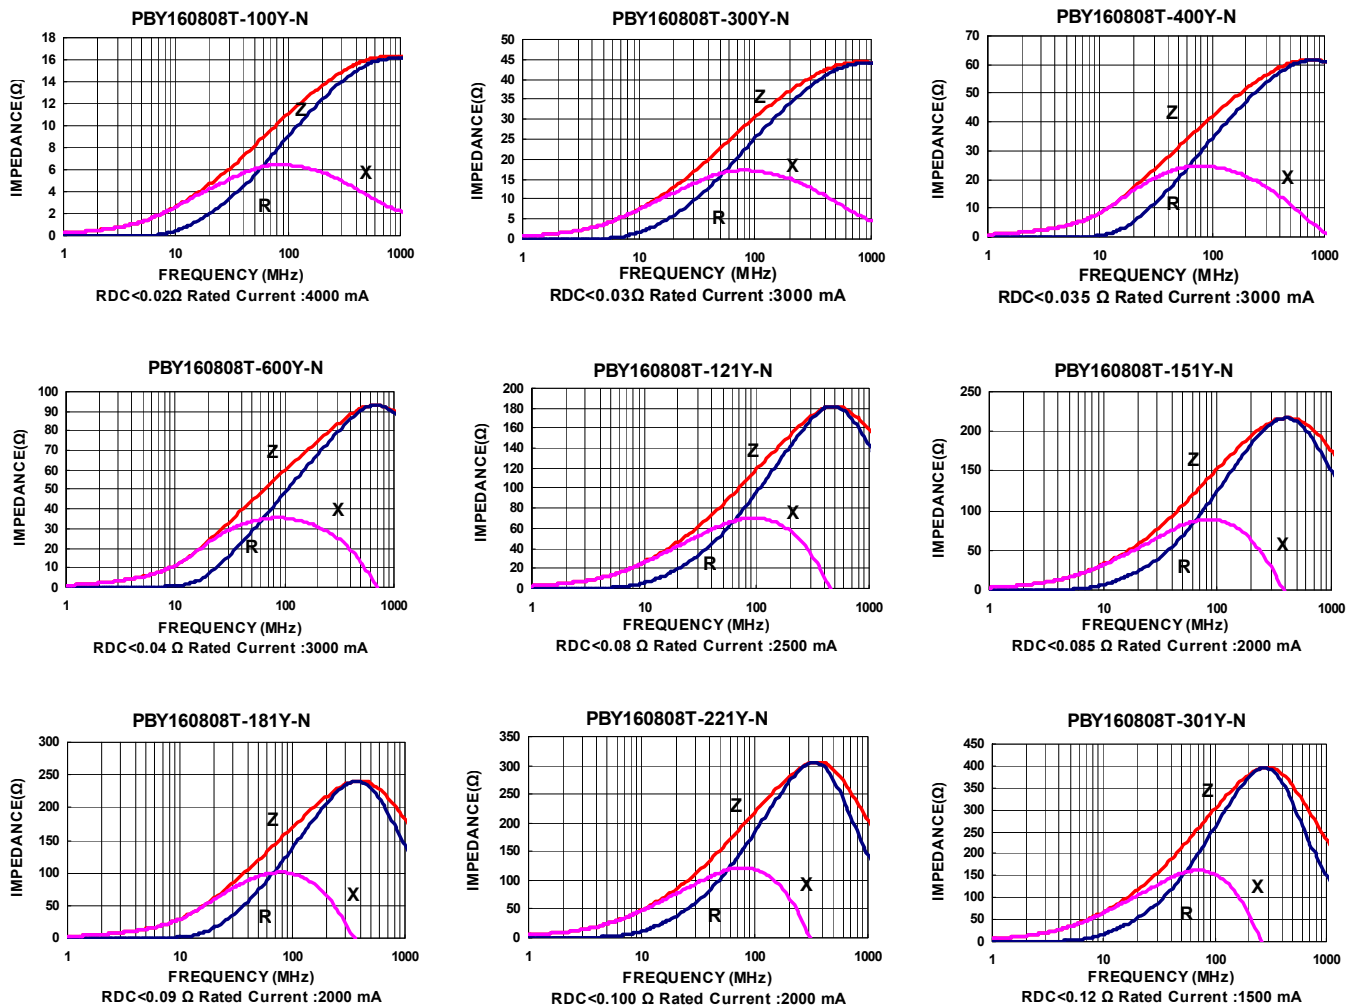 PBY160808T-100Y-N
IMPEDANCE(Ω)
18
16
14
12
10
8
6
4
2
0
Z
X
R
1 10 100 1000
FREQUENCY (MHz)
RDC<0.02Ω Rated Current :4000 mA
PBY160808T-300Y-N
IMPEDANCE(Ω)
50
45
40
35
30
25
20
15
10
5
0
Z
X
R
1 10 100 1000
FREQUENCY (MHz)
RDC<0.03Ω Rated Current :3000 mA
PBY160808T-400Y-N
IMPEDANCE(Ω)
70
60
50
40
30
20
10
0
Z
X
R
1 10 100 1000
FREQUENCY (MHz)
RDC<0.035 Ω Rated Current :3000 mA
PBY160808T-600Y-N
IMPEDANCE(Ω)
100
90
80
70
60
50
40
30
20
10
0
Z
X
R
1 10 100 1000
FREQUENCY (MHz)
RDC<0.04 Ω Rated Current :3000 mA
PBY160808T-121Y-N
IMPEDANCE(Ω)
200
180
160
140
120
100
80
60
40
20
0
Z
X
R
1 10 100 1000
FREQUENCY (MHz)
RDC<0.08 Ω Rated Current :2500 mA
PBY160808T-151Y-N
IMPEDANCE(Ω)
250
200
150
100
50
0
Z
X
R
1 10 100 1000
FREQUENCY (MHz)
RDC<0.085 Ω Rated Current :2000 mA
PBY160808T-181Y-N
IMPEDANCE(Ω)
300
250
200
150
100
50
0
Z
X
R
1 10 100 1000
FREQUENCY (MHz)
RDC<0.09 Ω Rated Current :2000 mA
PBY160808T-221Y-N
IMPEDANCE(Ω)
350
300
250
200
150
100
50
0
Z
X
R
1 10 100 1000
FREQUENCY (MHz)
RDC<0.100 Ω Rated Current :2000 mA
PBY160808T-301Y-N
IMPEDANCE(Ω)
450
400
350
300
250
200
150
100
50
0
Z
X
R
1 10 100 1000
FREQUENCY (MHz)
RDC<0.12 Ω Rated Current :1500 mA